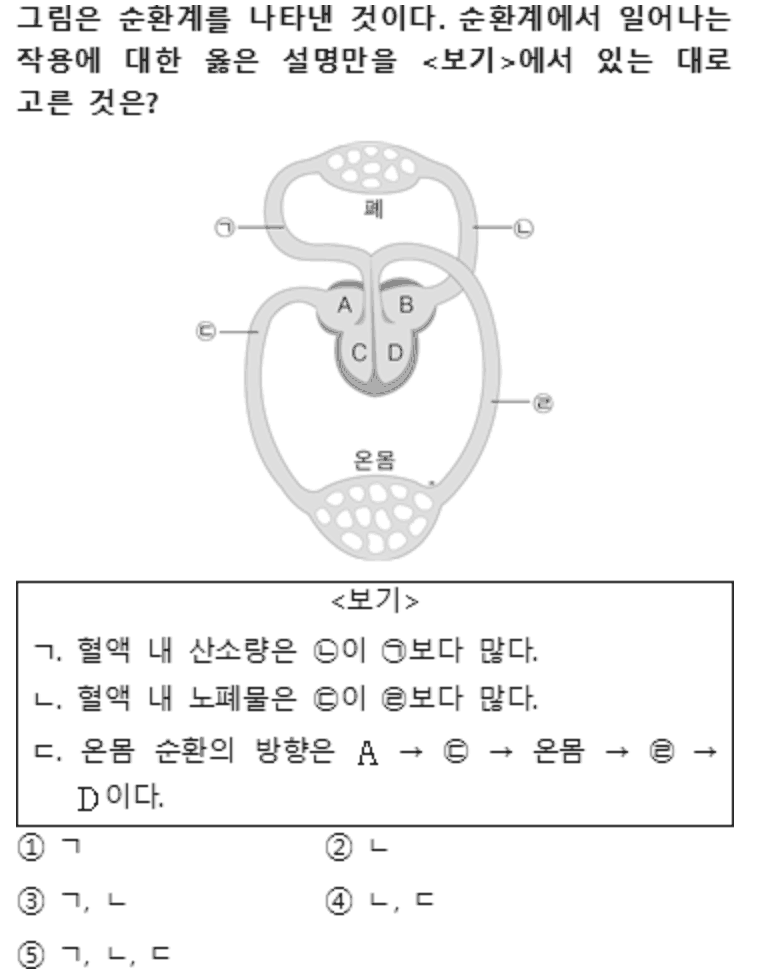 그림은 순환계를 나타낸 것이다. 순환계에서 일어나는
작용에 대한 옳은 설명만을 <보기>에서 있는 대로
고른 것은?
폐
㉠
㉡
A
B
㉢
C
D
㉣
온몸
<보기>
ㄱ. 혈액 내 산소량은 ㉡이 ㉠보다 많다.
ㄴ. 혈액 내 노폐물은 ㉢이 ㉣보다 많다.
ㄷ. 온몸 순환의 방향은 A → ㉢ → 온몸 → ㉣ →
D이다.
① ㄱ
② ㄴ
③ ㄱ, ㄴ
④ ㄴ, ㄷ
⑤ ㄱ, ㄴ, ㄷ